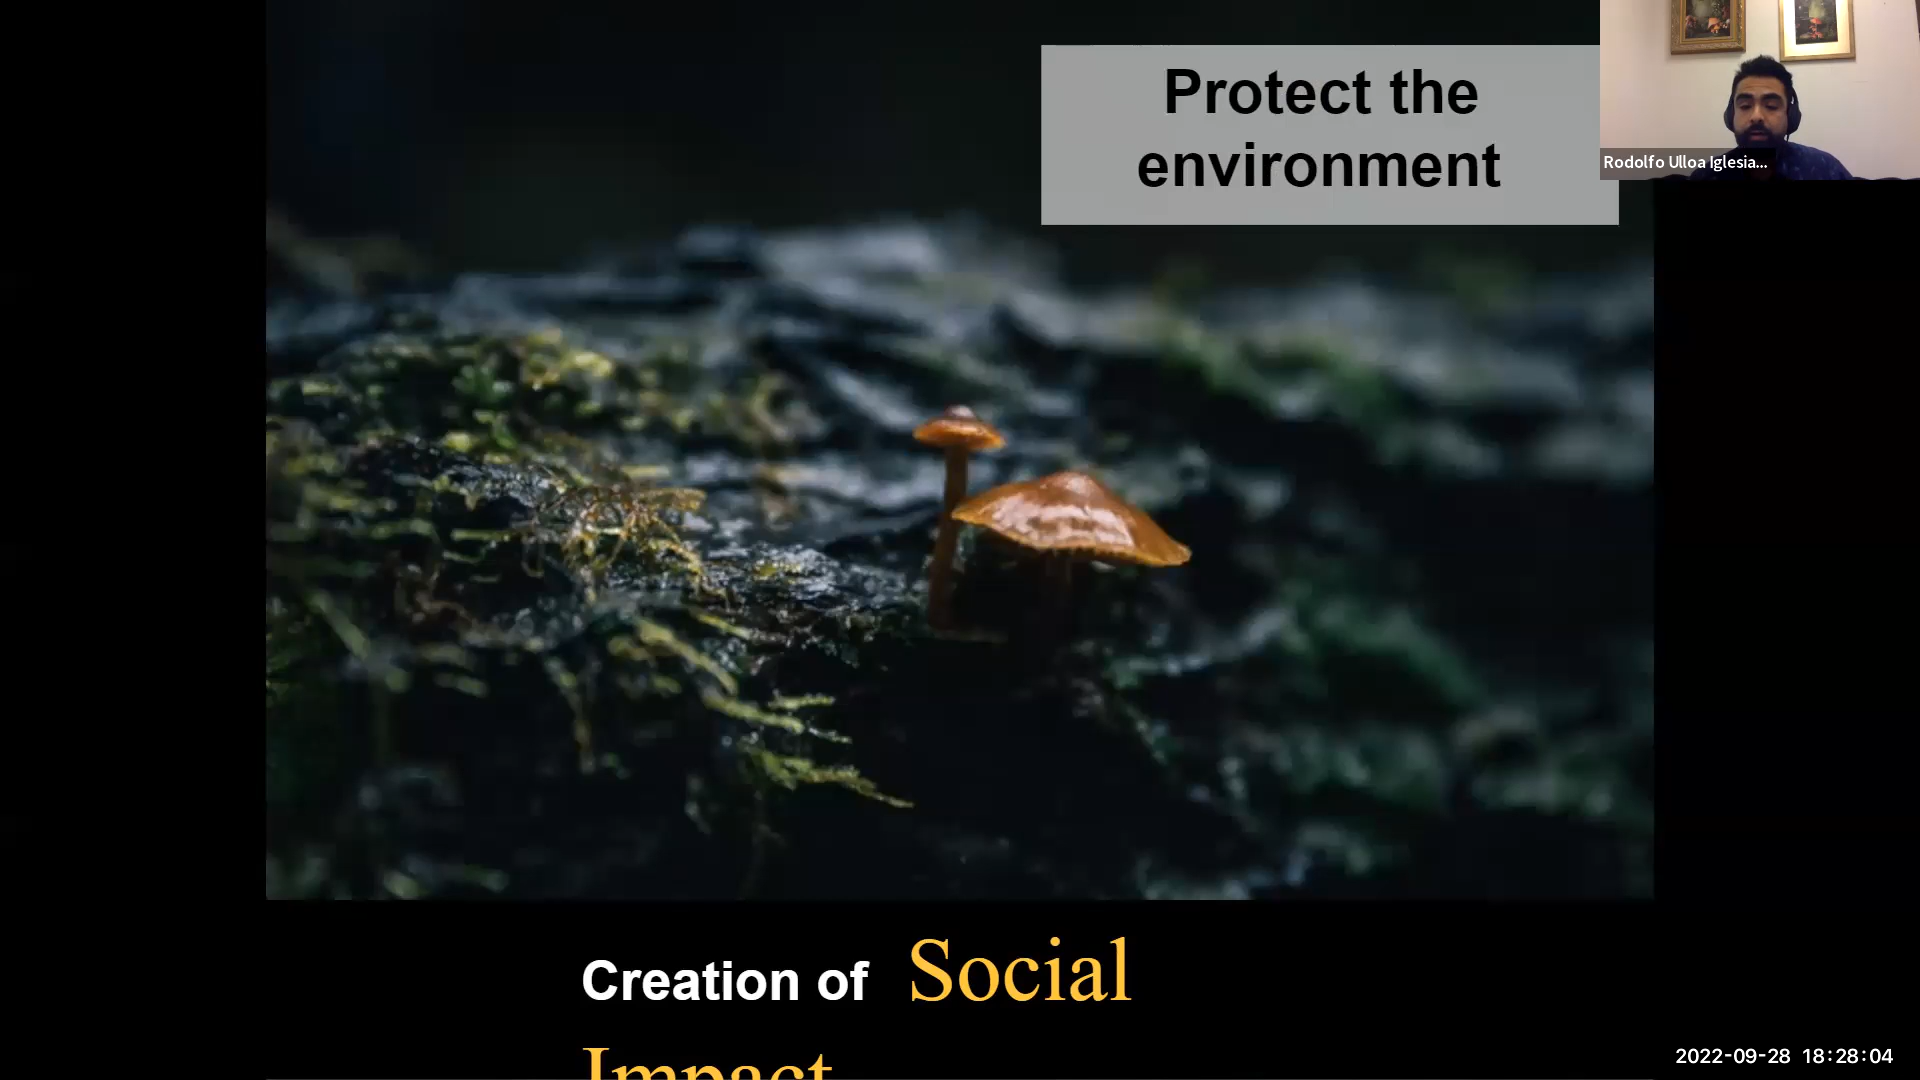 Protect the
environment
Rodolfo Ulloa Iglesia...
Creation of Social
Impact
2022-09-28 18:28:04